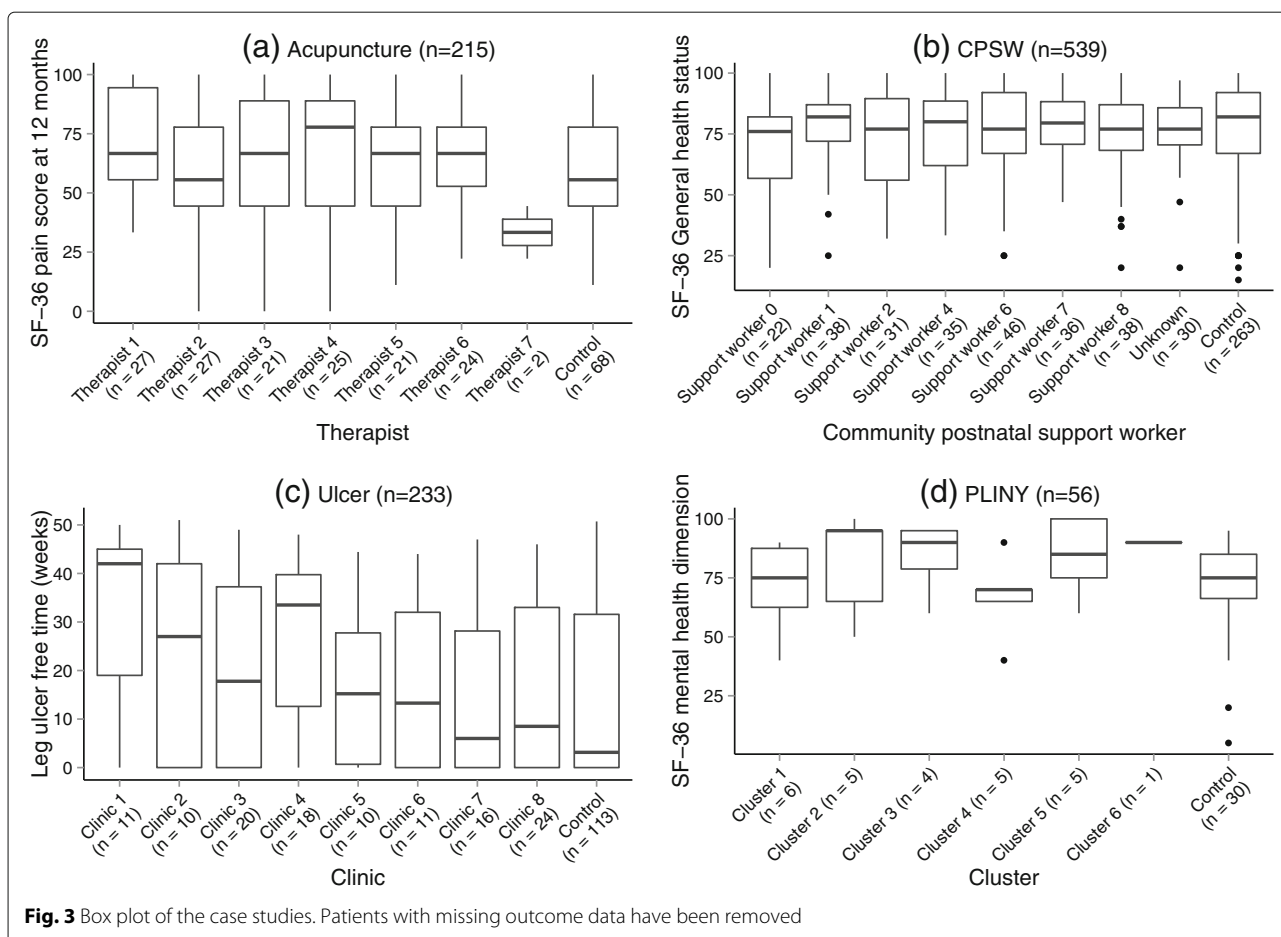 (a) Acupuncture (n=215)
SF−36 pain score at 12 months
100
75
50
25
0
Therapist 1
(n = 27)
Therapist 2
(n = 27)
Therapist 3
(n = 21)
Therapist 4
(n = 25)
Therapist 5
(n = 21)
Therapist 6
(n = 24)
Therapist 7
(n = 2)
Control
(n = 68)
Therapist
(b) CPSW (n=539)
SF−36 General health status
100
75
50
25
Support worker 0
(n = 22)
Support worker 1
(n = 38)
Support worker 2
(n = 31)
Support worker 4
(n = 35)
Support worker 6
(n = 46)
Support worker 7
(n = 36)
Support worker 8
(n = 38)
Unknown
(n = 30)
Control
(n = 263)
Community postnatal support worker
(c) Ulcer (n=233)
Leg ulcer free time (weeks)
50
40
30
20
10
0
Clinic 1
(n = 11)
Clinic 2
(n = 10)
Clinic 3
(n = 20)
Clinic 4
(n = 18)
Clinic 5
(n = 10)
Clinic 6
(n = 11)
Clinic 7
(n = 16)
Clinic 8
(n = 24)
Control
(n = 113)
Clinic
(d) PLINY (n=56)
SF−36 mental health dimension
100
75
50
25
Cluster 1
(n = 6)
Cluster 2 (n = 5)
Cluster 3 (n = 4)
Cluster 4 (n = 5)
Cluster 5 (n = 5)
Cluster 6 (n = 1)
Control
(n = 30)
Cluster
Fig. 3 Box plot of the case studies. Patients with missing outcome data have been removed